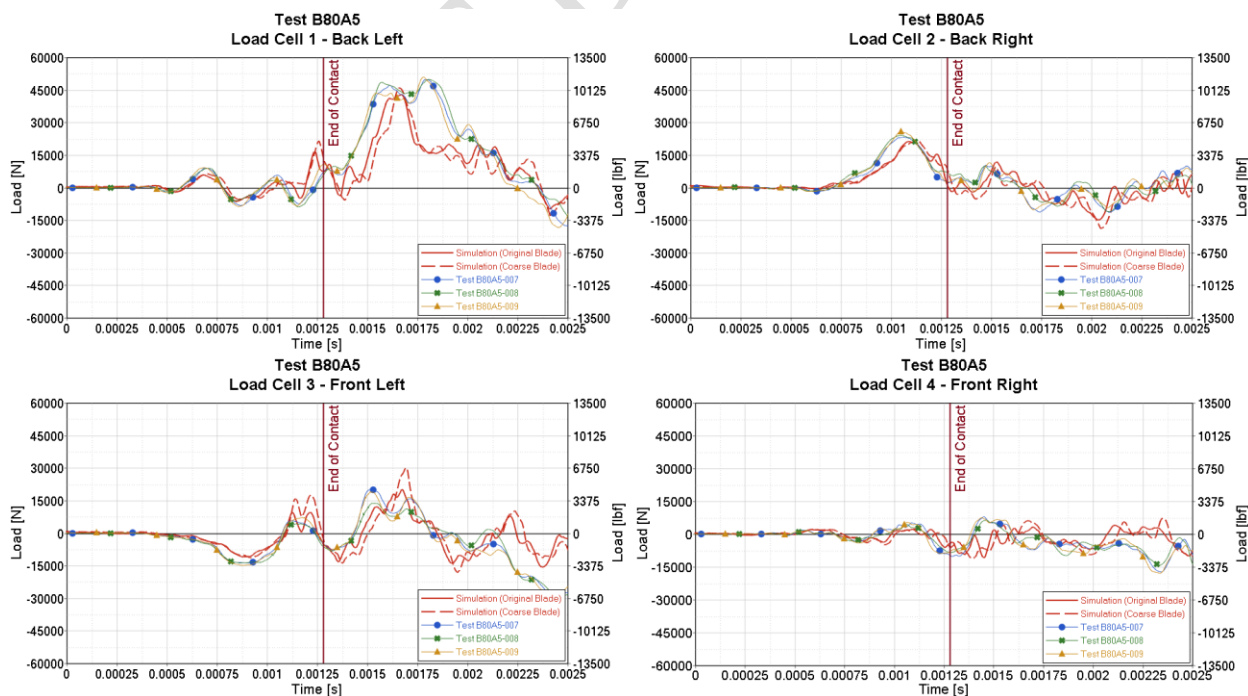 Test B80A5
Load Cell 1 - Back Left
60000
45000
30000
15000
0
-15000
-30000
-45000
-60000
Load [N]
13500
10125
6750
3375
0
-3375
-6750
-10125
-13500
Load [lbf]
End of Contact
Simulation (Original Blade)
Simulation (Coarse Blade)
Test B80A5-007
Test B80A5-008
Test B80A5-009
0 0.00025 0.0005 0.00075 0.001 0.00125 0.0015 0.00175 0.002 0.00225 0.0025
Time [s]
Test B80A5
Load Cell 2 - Back Right
60000
45000
30000
15000
0
-15000
-30000
-45000
-60000
Load [N]
13500
10125
6750
3375
0
-3375
-6750
-10125
-13500
Load [lbf]
End of Contact
Simulation (Original Blade)
Simulation (Coarse Blade)
Test B80A5-007
Test B80A5-008
Test B80A5-009
0 0.00025 0.0005 0.00075 0.001 0.00125 0.0015 0.00175 0.002 0.00225 0.0025
Time [s]
Test B80A5
Load Cell 3 - Front Left
60000
45000
30000
15000
0
-15000
-30000
-45000
-60000
Load [N]
13500
10125
6750
3375
0
-3375
-6750
-10125
-13500
Load [lbf]
End of Contact
Simulation (Original Blade)
Simulation (Coarse Blade)
Test B80A5-007
Test B80A5-008
Test B80A5-009
0 0.00025 0.0005 0.00075 0.001 0.00125 0.0015 0.00175 0.002 0.00225 0.0025
Time [s]
Test B80A5
Load Cell 4 - Front Right
60000
45000
30000
15000
0
-15000
-30000
-45000
-60000
Load [N]
13500
10125
6750
3375
0
-3375
-6750
-10125
-13500
Load [lbf]
End of Contact
Simulation (Original Blade)
Simulation (Coarse Blade)
Test B80A5-007
Test B80A5-008
Test B80A5-009
0 0.00025 0.0005 0.00075 0.001 0.00125 0.0015 0.00175 0.002 0.00225 0.0025
Time [s]